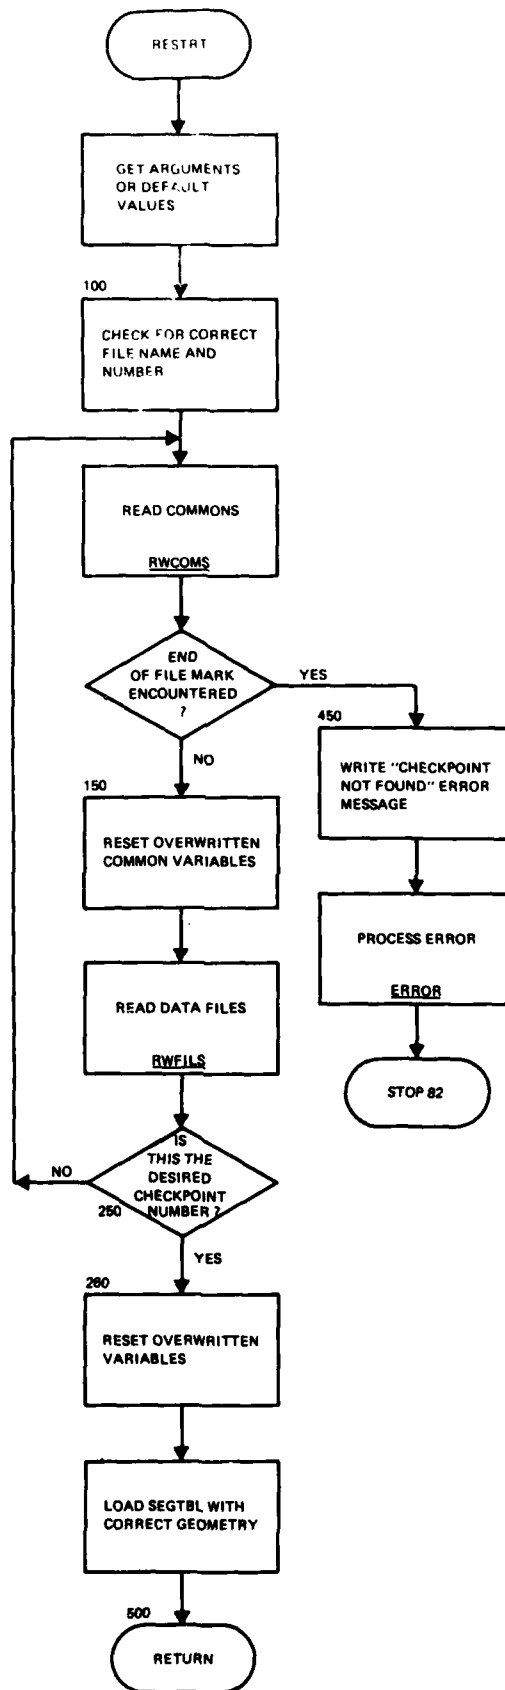 RESTRT
GET ARGUMENTS
OR DEFAULT
VALUES
100
CHECK FOR CORRECT
FILE NAME AND
NUMBER
READ COMMONS
RWCOMS
END
OF FILE MARK
ENCOUNTERED
?
YES
NO
450
WRITE "CHECKPOINT
NOT FOUND" ERROR
MESSAGE
150
RESET OVERWRITTEN
COMMON VARIABLES
PROCESS ERROR
ERROR
READ DATA FILES
RWFILS
STOP 82
IS
THIS THE
DESIRED
CHECKPOINT
NUMBER ?
NO
250
YES
260
RESET OVERWRITTEN
VARIABLES
LOAD SEGTBL WITH
CORRECT GEOMETRY
500
RETURN